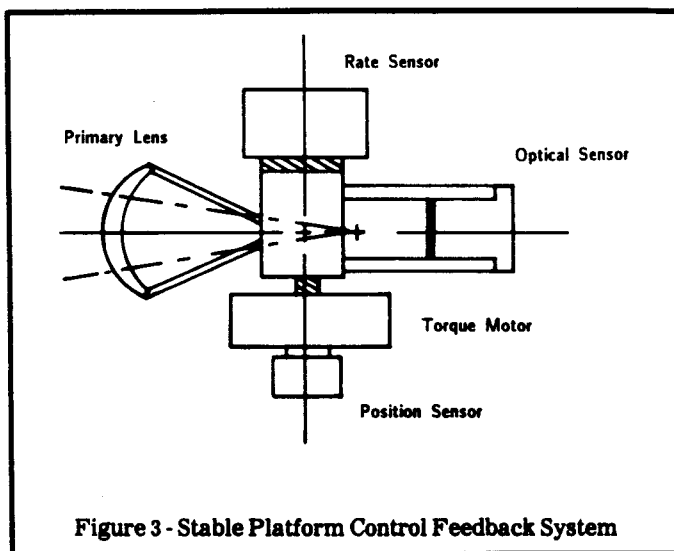 Rate Sensor
Primary Lens
Optical Sensor
Torque Motor
Position Sensor
Figure 3 - Stable Platform Control Feedback System